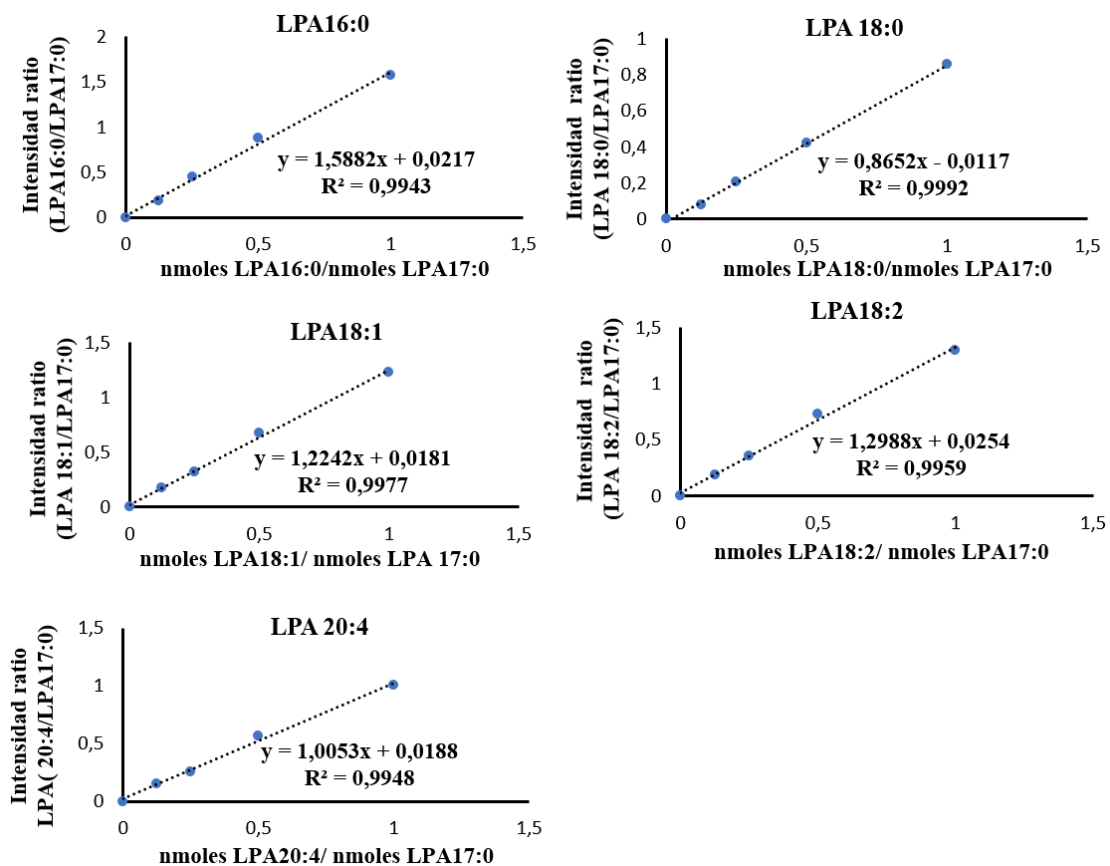 LPA16:0
Intensidad ratio
(LPA16:0/LPA17:0)
2
1,5
1
0,5
0
y = 1,5882x + 0,0217
R² = 0,9943
0
0,5
1
1,5
nmoles LPA16:0/nmoles LPA17:0
LPA 18:0
Intensidad ratio
(LPA 18:0/LPA17:0)
1
0,8
0,6
0,4
0,2
0
y = 0,8652x - 0,0117
R² = 0,9992
0
0,5
1
1,5
nmoles LPA18:0/nmoles LPA17:0
LPA18:1
Intensidad ratio
(LPA 18:1/LPA17:0)
1,5
1
0,5
0
y = 1,2242x + 0,0181
R² = 0,9977
0
0,5
1
1,5
nmoles LPA18:1/ nmoles LPA 17:0
LPA18:2
Intensidad ratio
(LPA 18:2/LPA17:0)
1,5
1
0,5
0
y = 1,2988x + 0,0254
R² = 0,9959
0
0,5
1
1,5
nmoles LPA18:2/ nmoles LPA17:0
LPA 20:4
Intensidad ratio
LPA( 20:4/LPA17:0)
1,5
1
0,5
0
y = 1,0053x + 0,0188
R² = 0,9948
0
0,5
1
1,5
nmoles LPA20:4/ nmoles LPA17:0